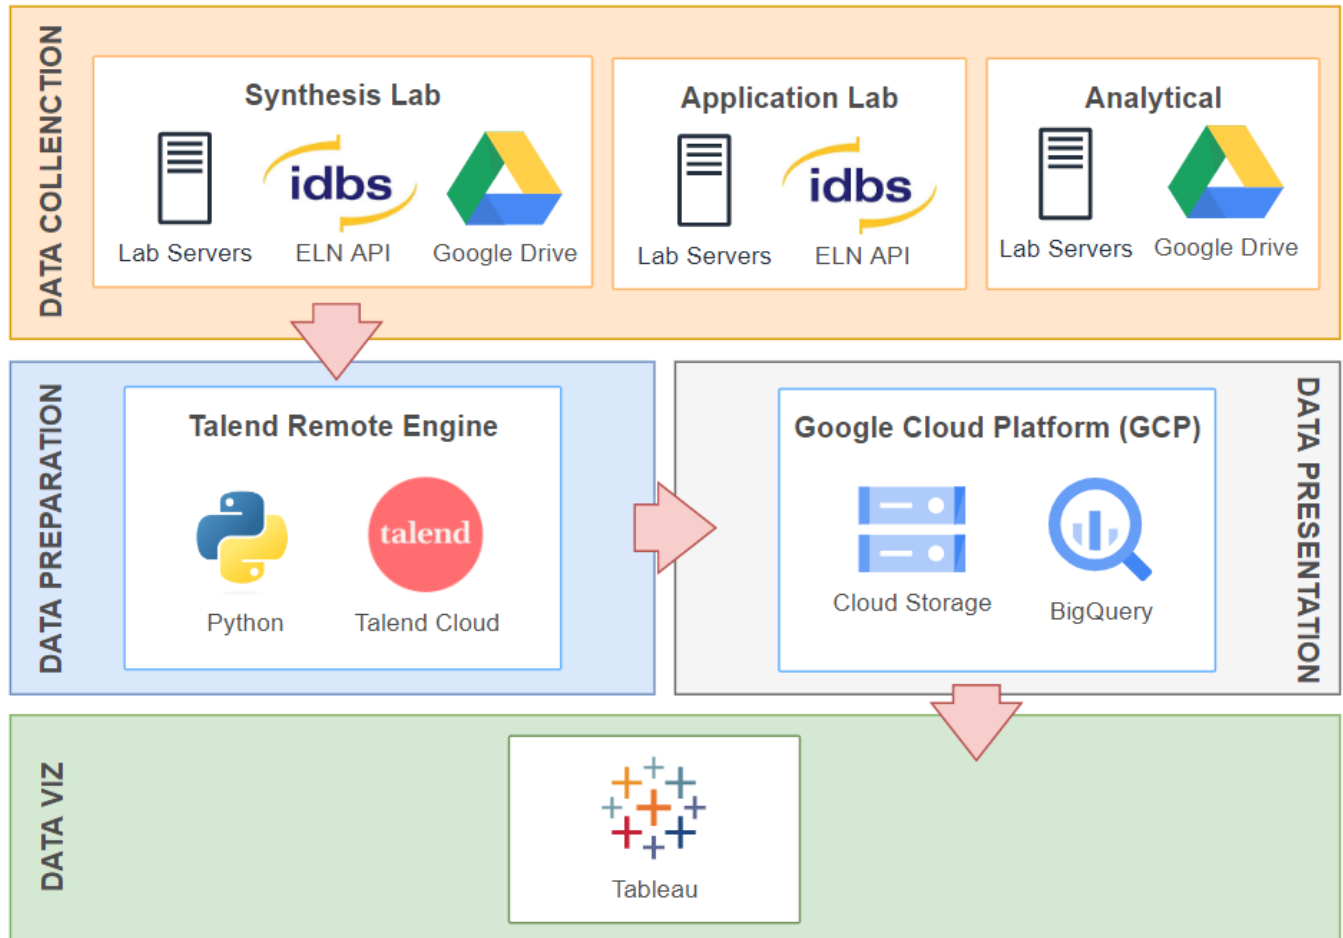 DATA COLLENCTION
Synthesis Lab
idbs
Lab Servers
ELN API
Google Drive
Application Lab
idbs
Lab Servers
ELN API
Analytical
Lab Servers
Google Drive
DATA PREPARATION
Talend Remote Engine
talend
Python
Talend Cloud
Google Cloud Platform (GCP)
Cloud Storage
BigQuery
DATA PRESENTATION
DATA VIZ
Tableau